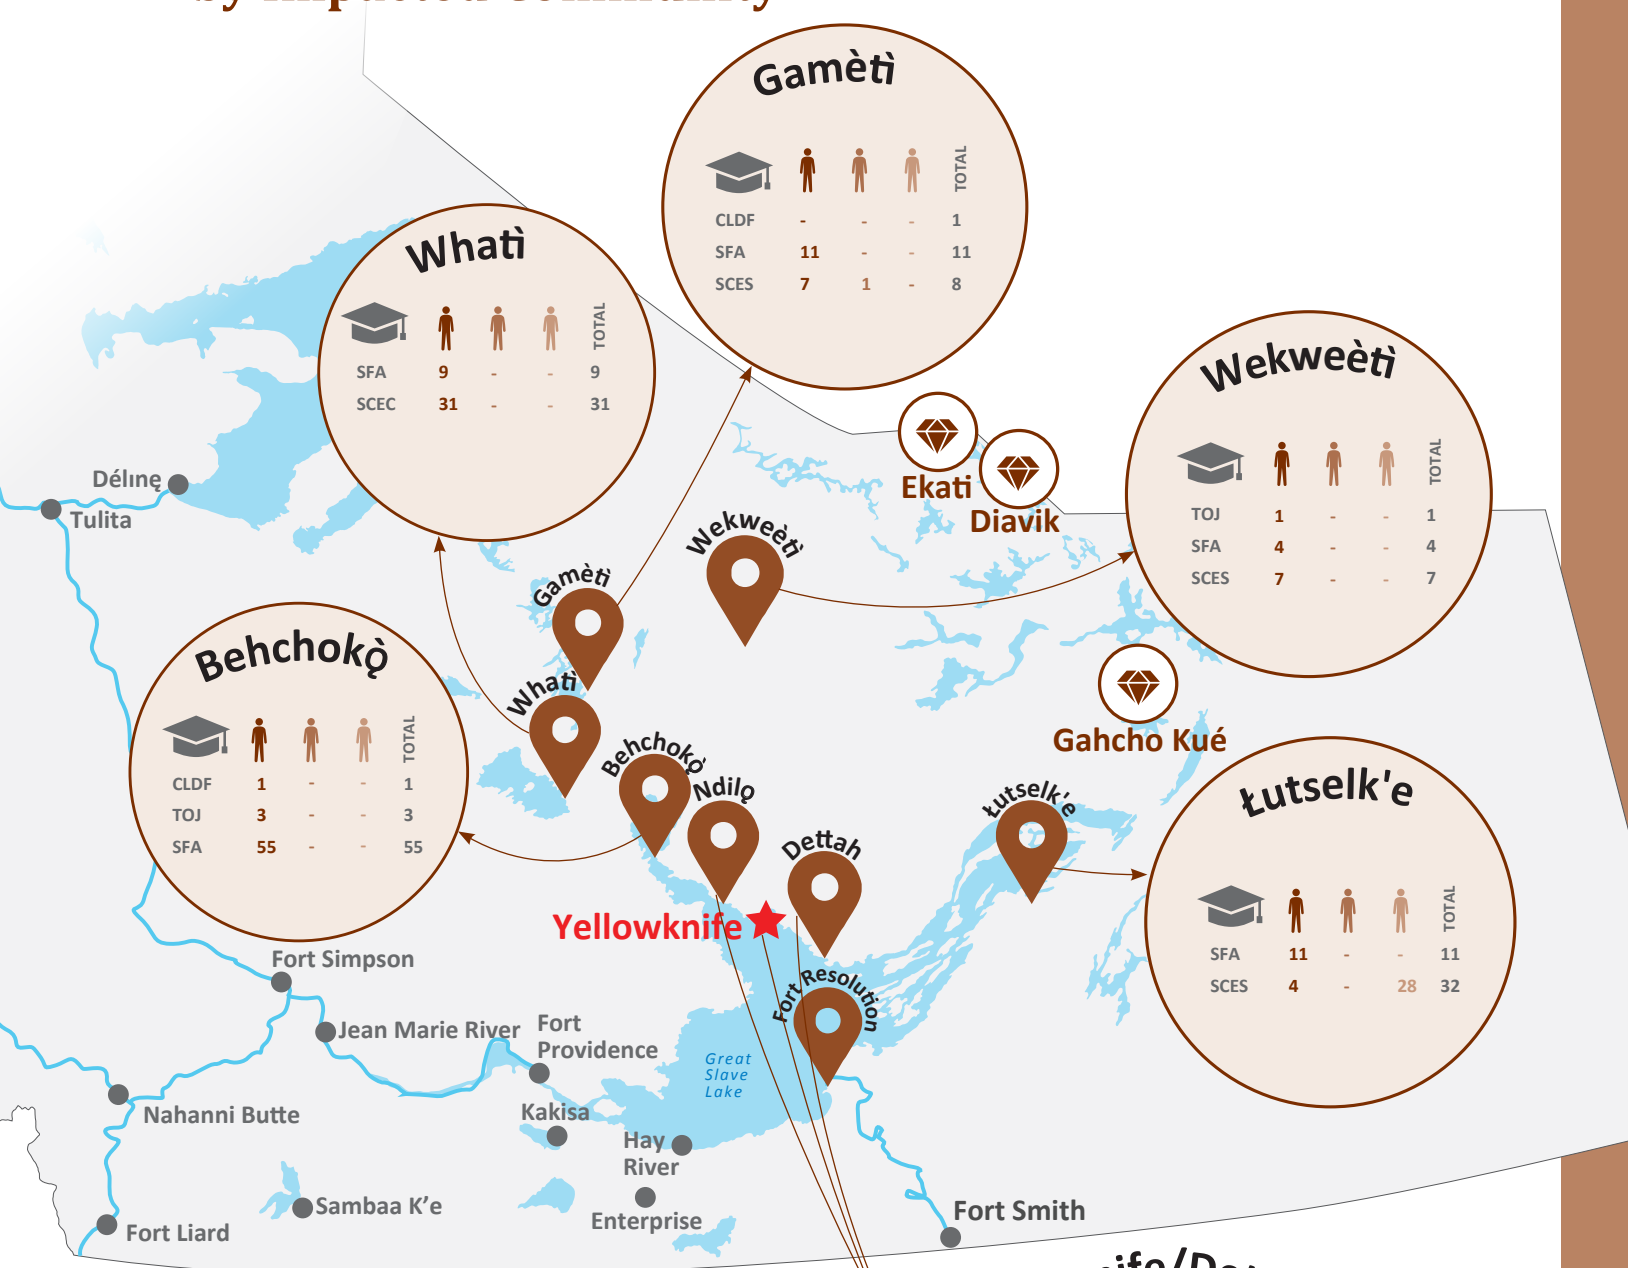 by Impacted Community
Gamètì
TOTAL
CLDF - - - 1
SFA 11 - - 11
SCES 7 1 - 8
Whatì
TOTAL
SFA 9 - - 9
SCEC 31 - - 31
Wekweètì
TOTAL
TOJ 1 - - 1
SFA 4 - - 4
SCES 7 - - 7
Ekati
Diavik
Délınę
Tulita
Wekweètì
Gamètì
Whatì
Behchokǫ̀
TOTAL
CLDF 1 - - 1
TOJ 3 - - 3
SFA 55 - - 55
Gahcho Kué
Behchokǫ̀
Ndilǫ
Dettah
Łutselk'e
Łutselk'e
TOTAL
SFA 11 - - 11
SCES 4 - 28 32
Yellowknife
Fort Resolution
Fort Simpson
Jean Marie River
Fort
Providence
Great
Slave
Lake
Nahanni Butte
Kakisa
Hay
River
Sambaa K’e
Enterprise
Fort Liard
Fort Smith